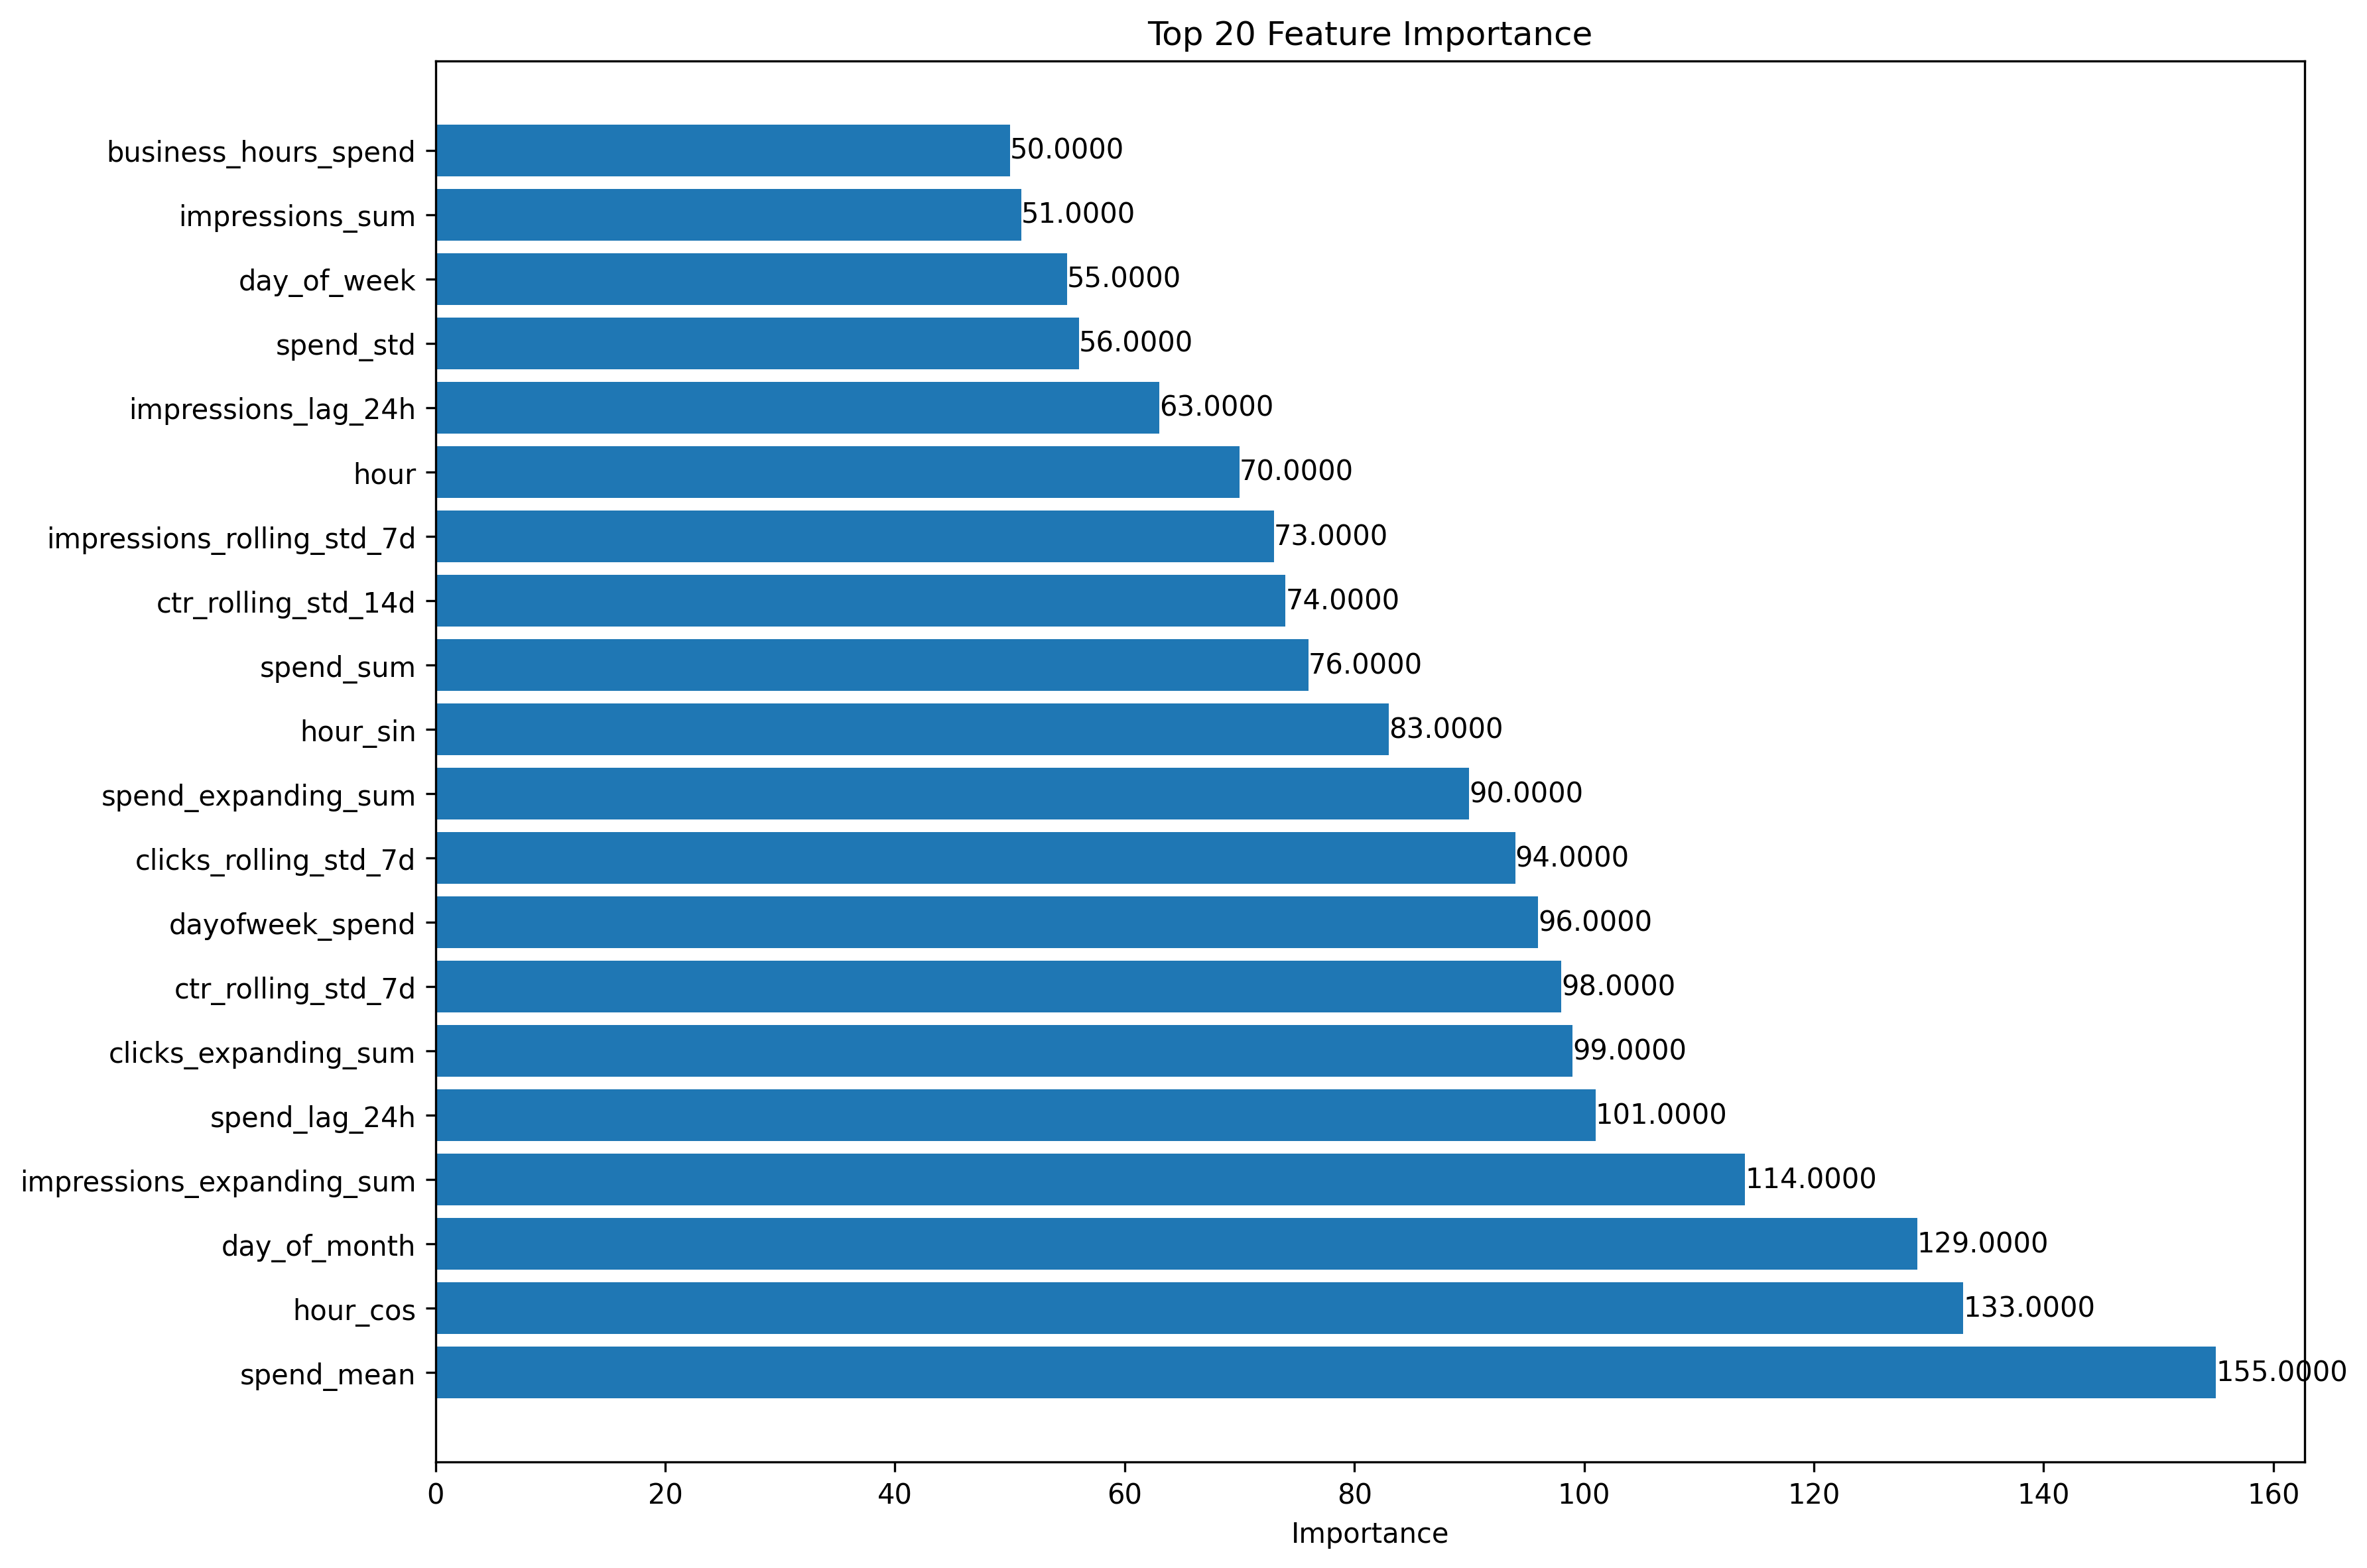 Top 20 Feature Importance
business_hours_spend 50.0000
impressions_sum 51.0000
day_of_week 55.0000
spend_std 56.0000
impressions_lag_24h 63.0000
hour 70.0000
impressions_rolling_std_7d 73.0000
ctr_rolling_std_14d 74.0000
spend_sum 76.0000
hour_sin 83.0000
spend_expanding_sum 90.0000
clicks_rolling_std_7d 94.0000
dayofweek_spend 96.0000
ctr_rolling_std_7d 98.0000
clicks_expanding_sum 99.0000
spend_lag_24h 101.0000
impressions_expanding_sum 114.0000
day_of_month 129.0000
hour_cos 133.0000
spend_mean 155.0000
0 20 40 60 80 100 120 140 160
Importance